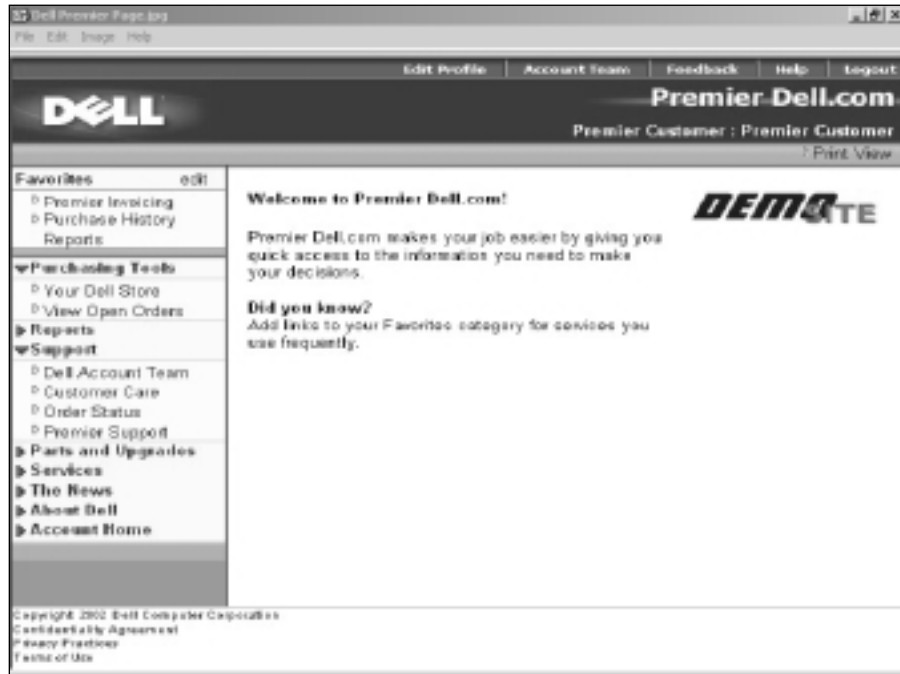 Dell Premier Page.jpg
File Edit Image Help
Edit Profile | Account Team | Feedback | Help | Logout
DELL
Premier Dell.com
Premier Customer : Premier Customer
Print View
Favorites edit
Premier Invoicing
Purchase History
Reports
Purchasing Tools
Your Dell Store
View Open Orders
Reports
Support
Dell Account Team
Customer Care
Order Status
Premier Support
Parts and Upgrades
Services
The News
About Dell
Account Home
Welcome to Premier Dell.com!
DEMO SITE
Premier Dell.com makes your job easier by giving you
quick access to the information you need to make
your decisions.
Did you know?
Add links to your Favorites category for services you
use frequently.
Copyright 2002 Dell Computer Corporation
Confidentiality Agreement
Privacy Practices
Terms of Use